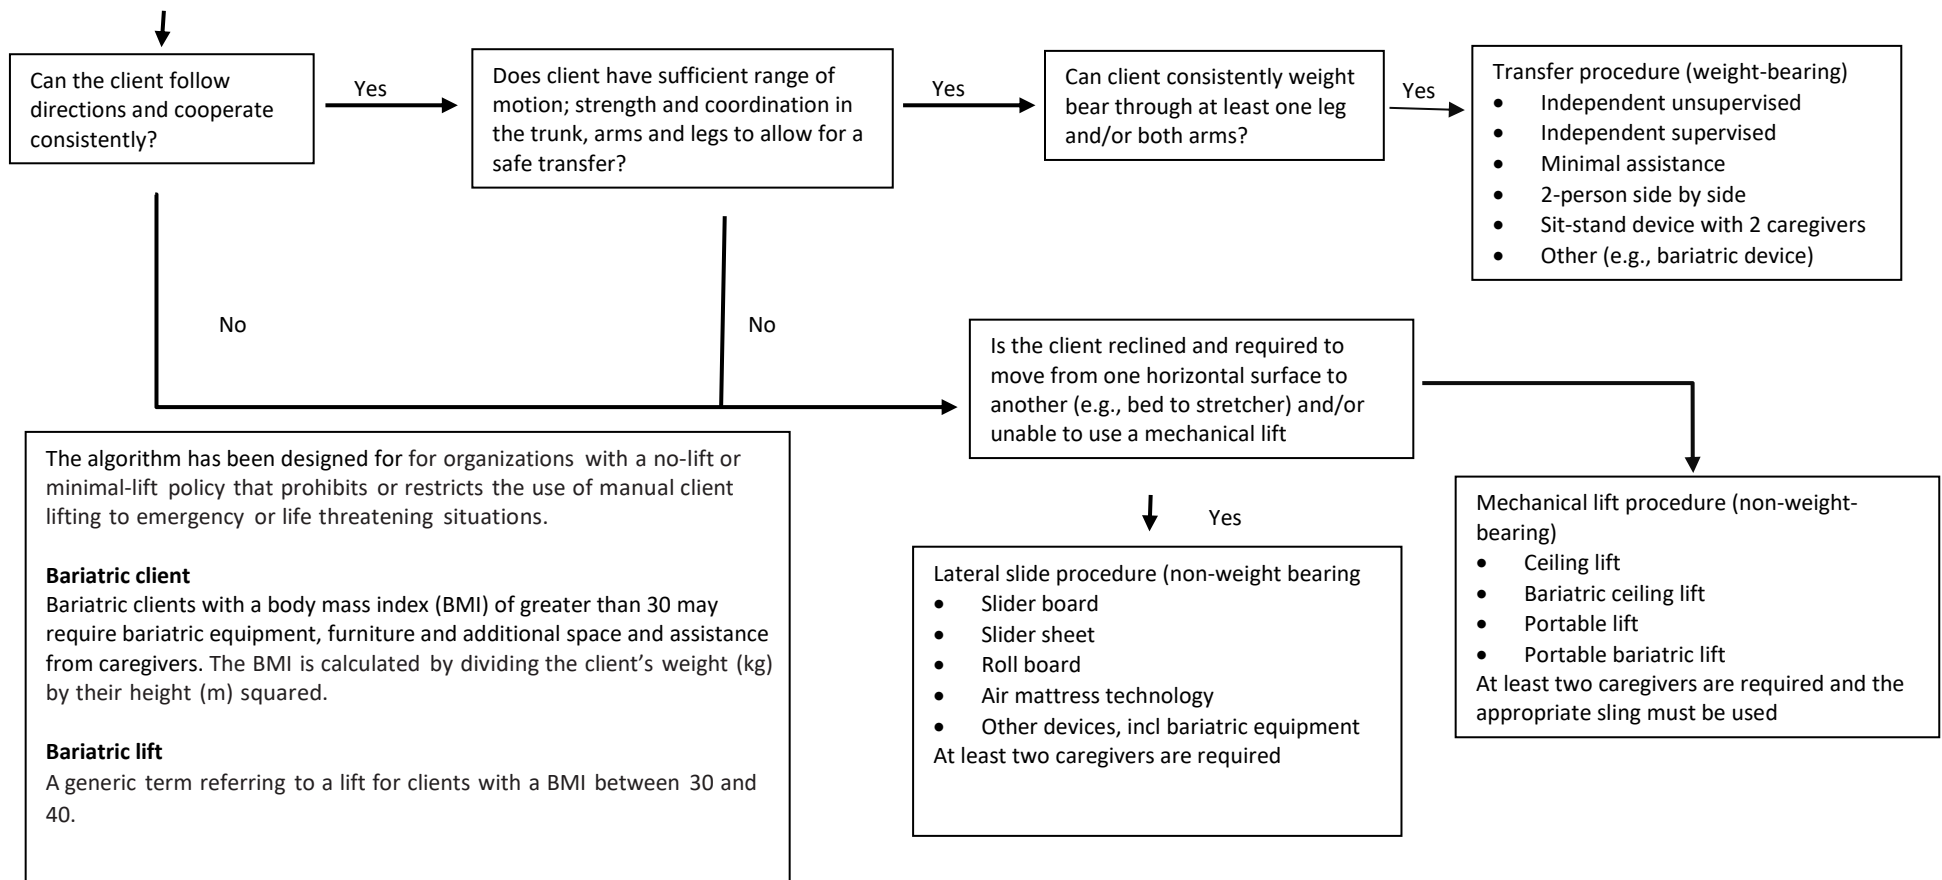 Can the client follow
directions and cooperate
consistently?
Yes
Does client have sufficient range of
motion; strength and coordination in
the trunk, arms and legs to allow for a
safe transfer?
Yes
Can client consistently weight
bear through at least one leg
and/or both arms?
Yes
Transfer procedure (weight-bearing)
• Independent unsupervised
• Independent supervised
• Minimal assistance
• 2-person side by side
• Sit-stand device with 2 caregivers
• Other (e.g., bariatric device)
No
No
Is the client reclined and required to
move from one horizontal surface to
another (e.g., bed to stretcher) and/or
unable to use a mechanical lift
The algorithm has been designed for for organizations with a no-lift or
minimal-lift policy that prohibits or restricts the use of manual client
lifting to emergency or life threatening situations.
Bariatric client
Bariatric clients with a body mass index (BMI) of greater than 30 may
require bariatric equipment, furniture and additional space and assistance
from caregivers. The BMI is calculated by dividing the client’s weight (kg)
by their height (m) squared.
Bariatric lift
A generic term referring to a lift for clients with a BMI between 30 and
40.
Yes
Lateral slide procedure (non-weight bearing
• Slider board
• Slider sheet
• Roll board
• Air mattress technology
• Other devices, incl bariatric equipment
At least two caregivers are required
Mechanical lift procedure (non-weight-
bearing)
• Ceiling lift
• Bariatric ceiling lift
• Portable lift
• Portable bariatric lift
At least two caregivers are required and the
appropriate sling must be used